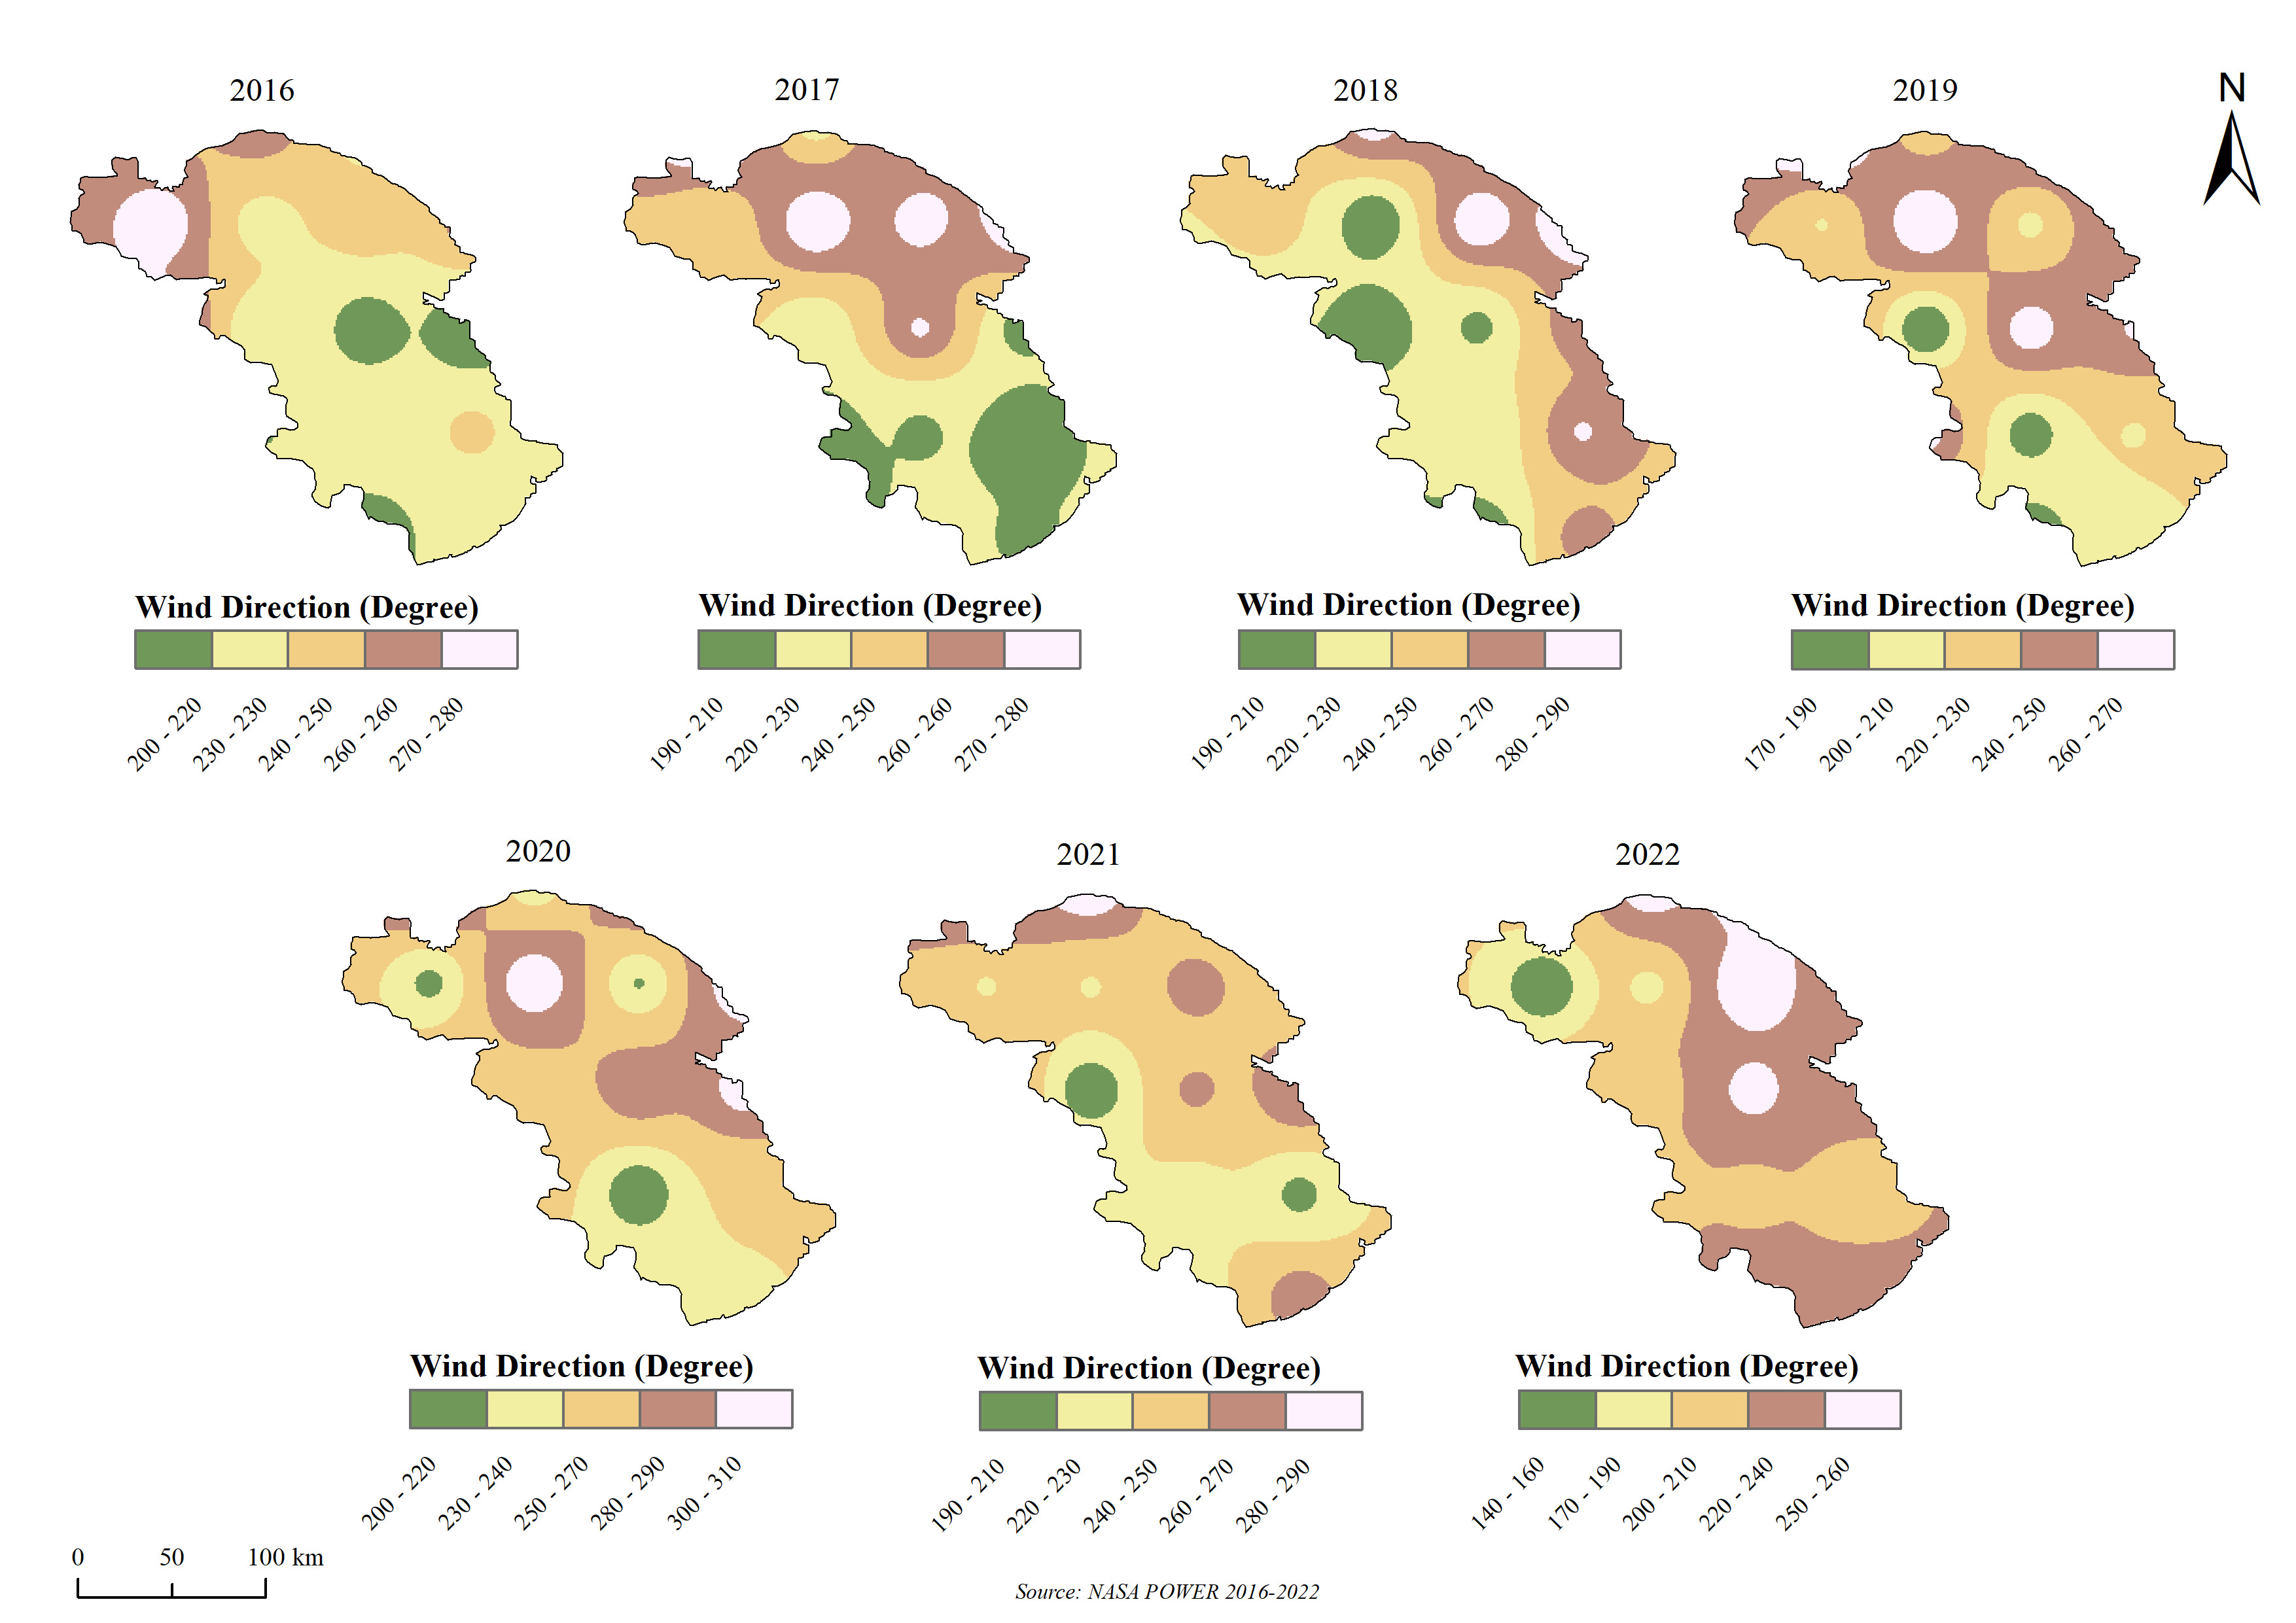 N
2016
2017
2018
2019
Wind Direction (Degree)
200 - 220
230 - 230
240 - 250
260 - 260
270 - 280
Wind Direction (Degree)
190 - 210
220 - 230
240 - 250
260 - 260
270 - 280
Wind Direction (Degree)
190 - 210
220 - 230
240 - 250
260 - 270
280 - 290
Wind Direction (Degree)
170 - 190
200 - 210
220 - 230
240 - 250
260 - 270
2020
2021
2022
Wind Direction (Degree)
200 - 220
230 - 240
250 - 270
280 - 290
300 - 310
Wind Direction (Degree)
190 - 210
220 - 230
240 - 250
260 - 270
280 - 290
Wind Direction (Degree)
140 - 160
170 - 190
200 - 210
220 - 240
250 - 260
0 50 100 km
Source: NASA POWER 2016-2022